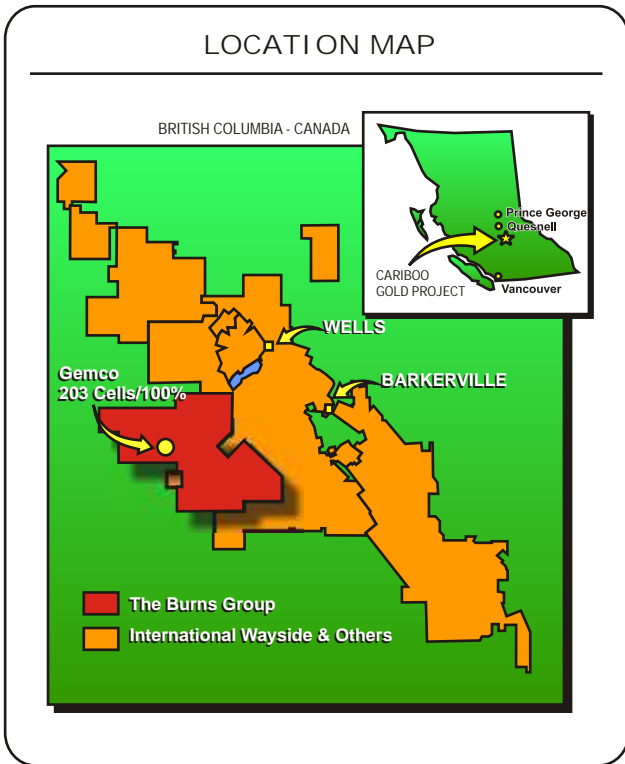 LOCATION MAP
BRITISH COLUMBIA - CANADA
Prince George
Quesnell
CARIBOO
GOLD PROJECT
Vancouver
WELLS
Gemco
203 Cells/100%
BARKERVILLE
The Burns Group
International Wayside & Others